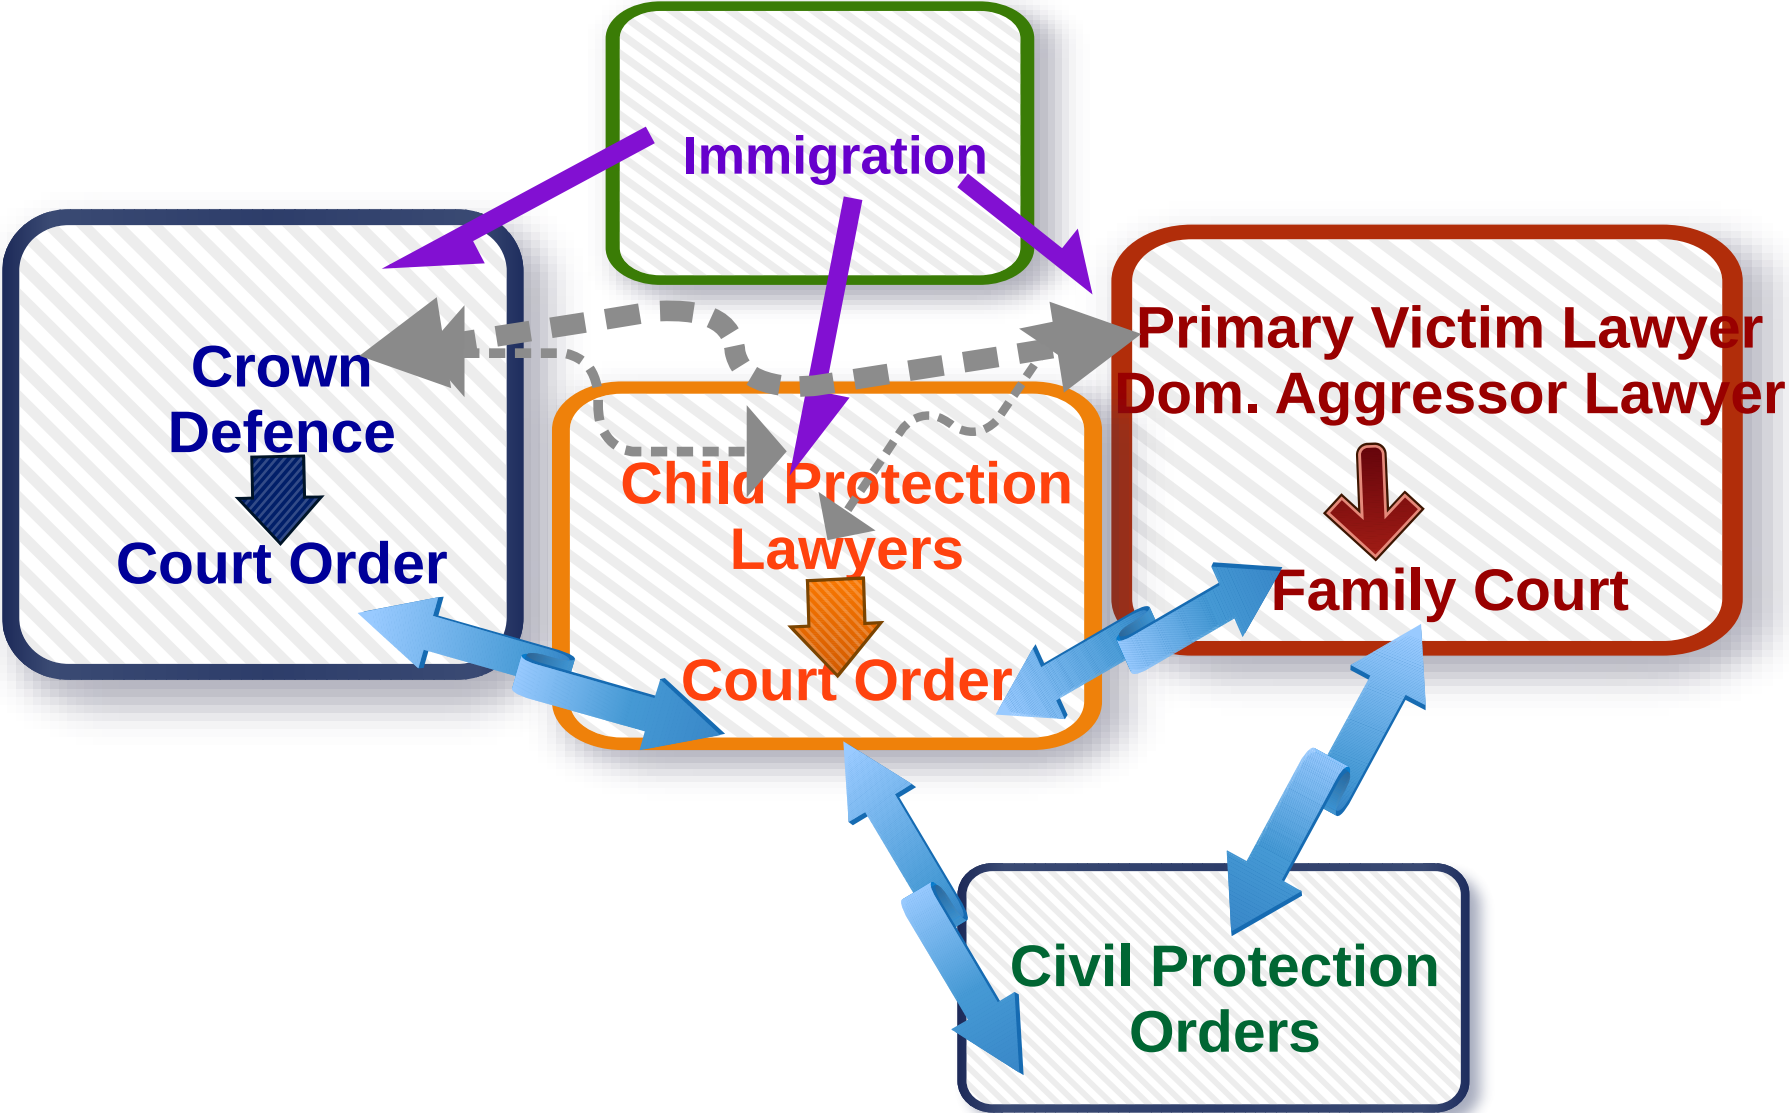 Immigration
Crown
Defence
Court Order
Child Protection
Lawyers
Court Order
Primary Victim Lawyer
Dom. Aggressor Lawyer
Family Court
Civil Protection
Orders